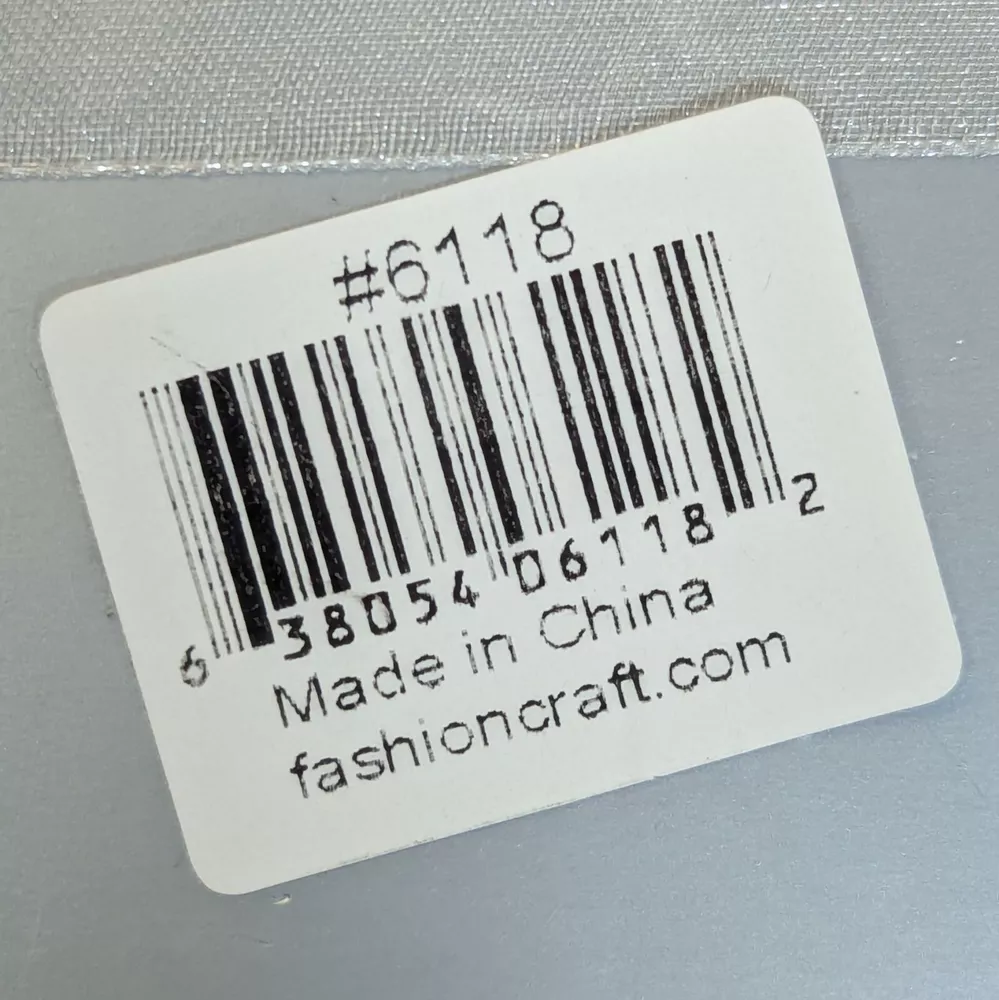 #6118
6 38054 06118 2
Made in China
fashioncraft.com